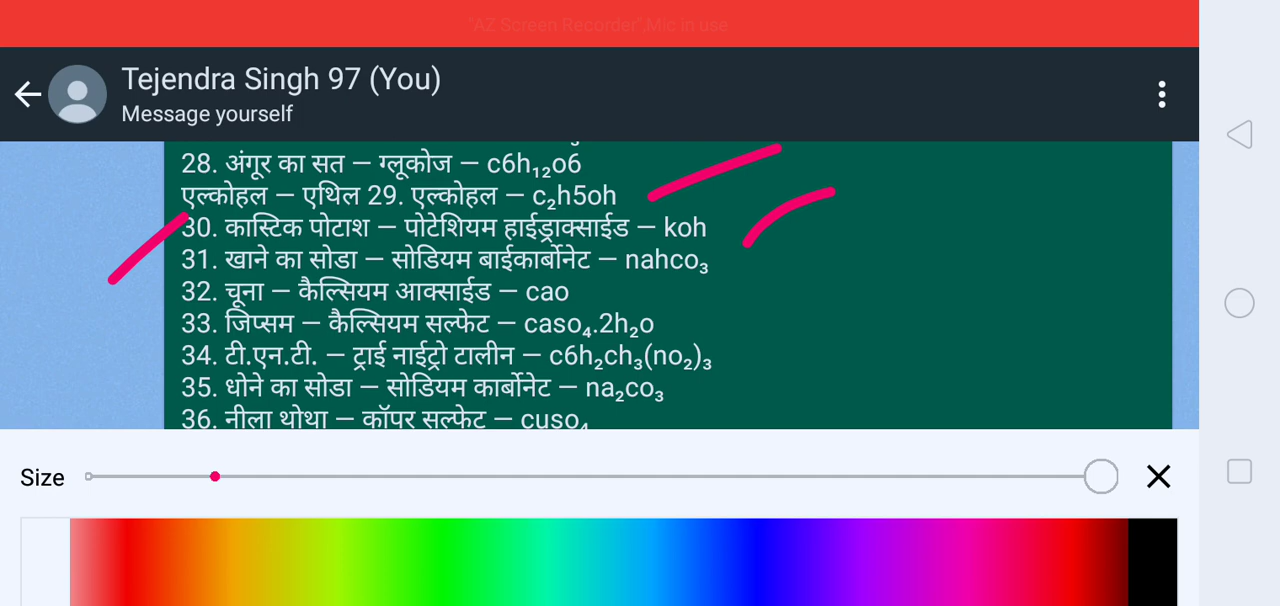 "AZ Screen Recorder",Mic in use
Tejendra Singh 97 (You)
Message yourself
28. अंगूर का सत – ग्लूकोज – c6h₁₂o6
एल्कोहल – एथिल 29. एल्कोहल – c₂h5oh
30. कास्टिक पोटाश – पोटेशियम हाईड्राक्साईड – koh
31. खाने का सोडा – सोडियम बाईकार्बोनेट – nahco₃
32. चूना – कैल्सियम आक्साईड – cao
33. जिप्सम – कैल्सियम सल्फेट – caso₄.2h₂o
34. टी.एन.टी. – ट्राई नाईट्रो टालीन – c6h₂ch₃(no₂)₃
35. धोने का सोडा – सोडियम कार्बोनेट – na₂co₃
36. नीला थोथा – कॉपर सल्फेट – cuso₄
Size